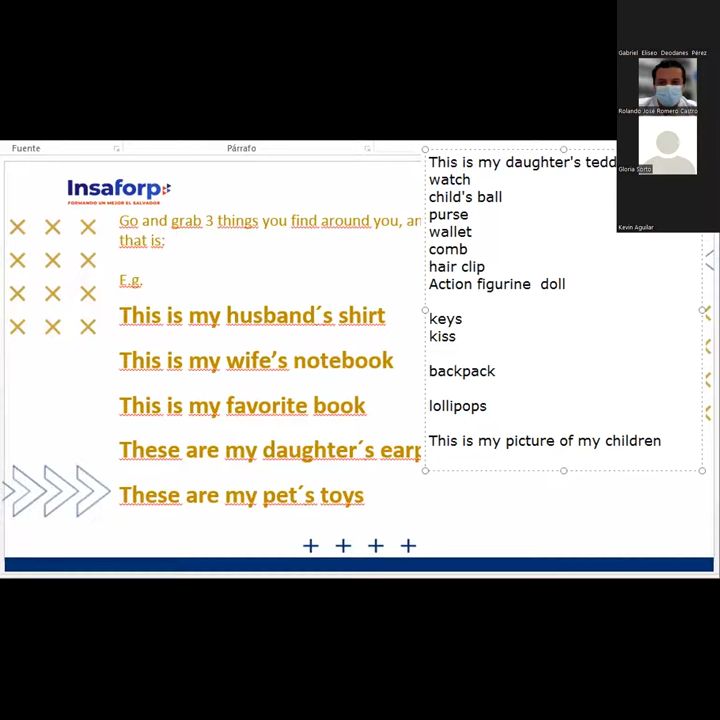 Fuente
Párrafo
Insaforp
FORMANDO UN MEJOR EL SALVADOR
Go and grab 3 things you find around you, an
that is:
E.g.
This is my husband´s shirt
This is my wife’s notebook
This is my favorite book
These are my daughter´s earp
These are my pet´s toys
This is my daughter's tedd
watch
child's ball
purse
wallet
comb
hair clip
Action figurine  doll
keys
kiss
backpack
lollipops
This is my picture of my children
Gabriel Eliseo Deodanes Pérez
Rolando José Romero Castro
Gloria Sorto
Kevin Aguilar